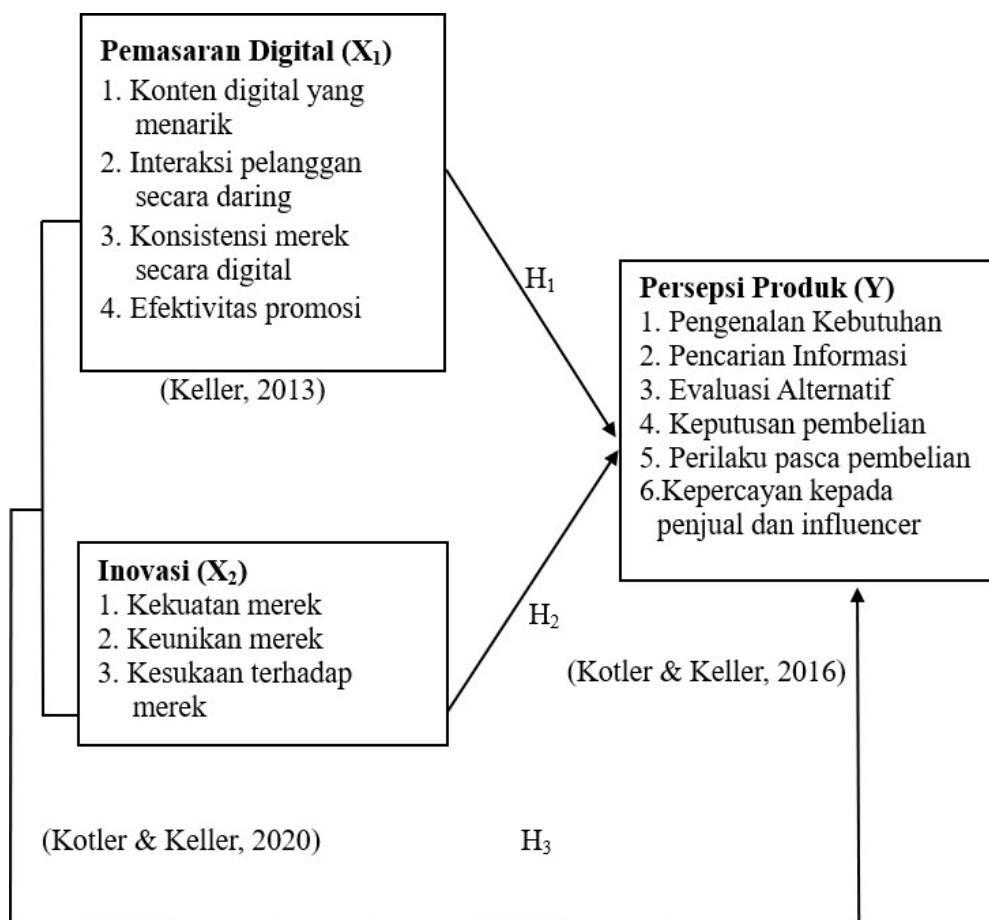 Pemasaran Digital (X₁)
1. Konten digital yang
menarik
2. Interaksi pelanggan
secara daring
3. Konsistensi merek
secara digital
4. Efektivitas promosi
(Keller, 2013)
H₁
Persepsi Produk (Y)
1. Pengenalan Kebutuhan
2. Pencarian Informasi
3. Evaluasi Alternatif
4. Keputusan pembelian
5. Perilaku pasca pembelian
6.Kepercayan kepada
penjual dan influencer
Inovasi (X₂)
1. Kekuatan merek
2. Keunikan merek
3. Kesukaan terhadap
merek
H₂
(Kotler & Keller, 2016)
(Kotler & Keller, 2020)
H₃